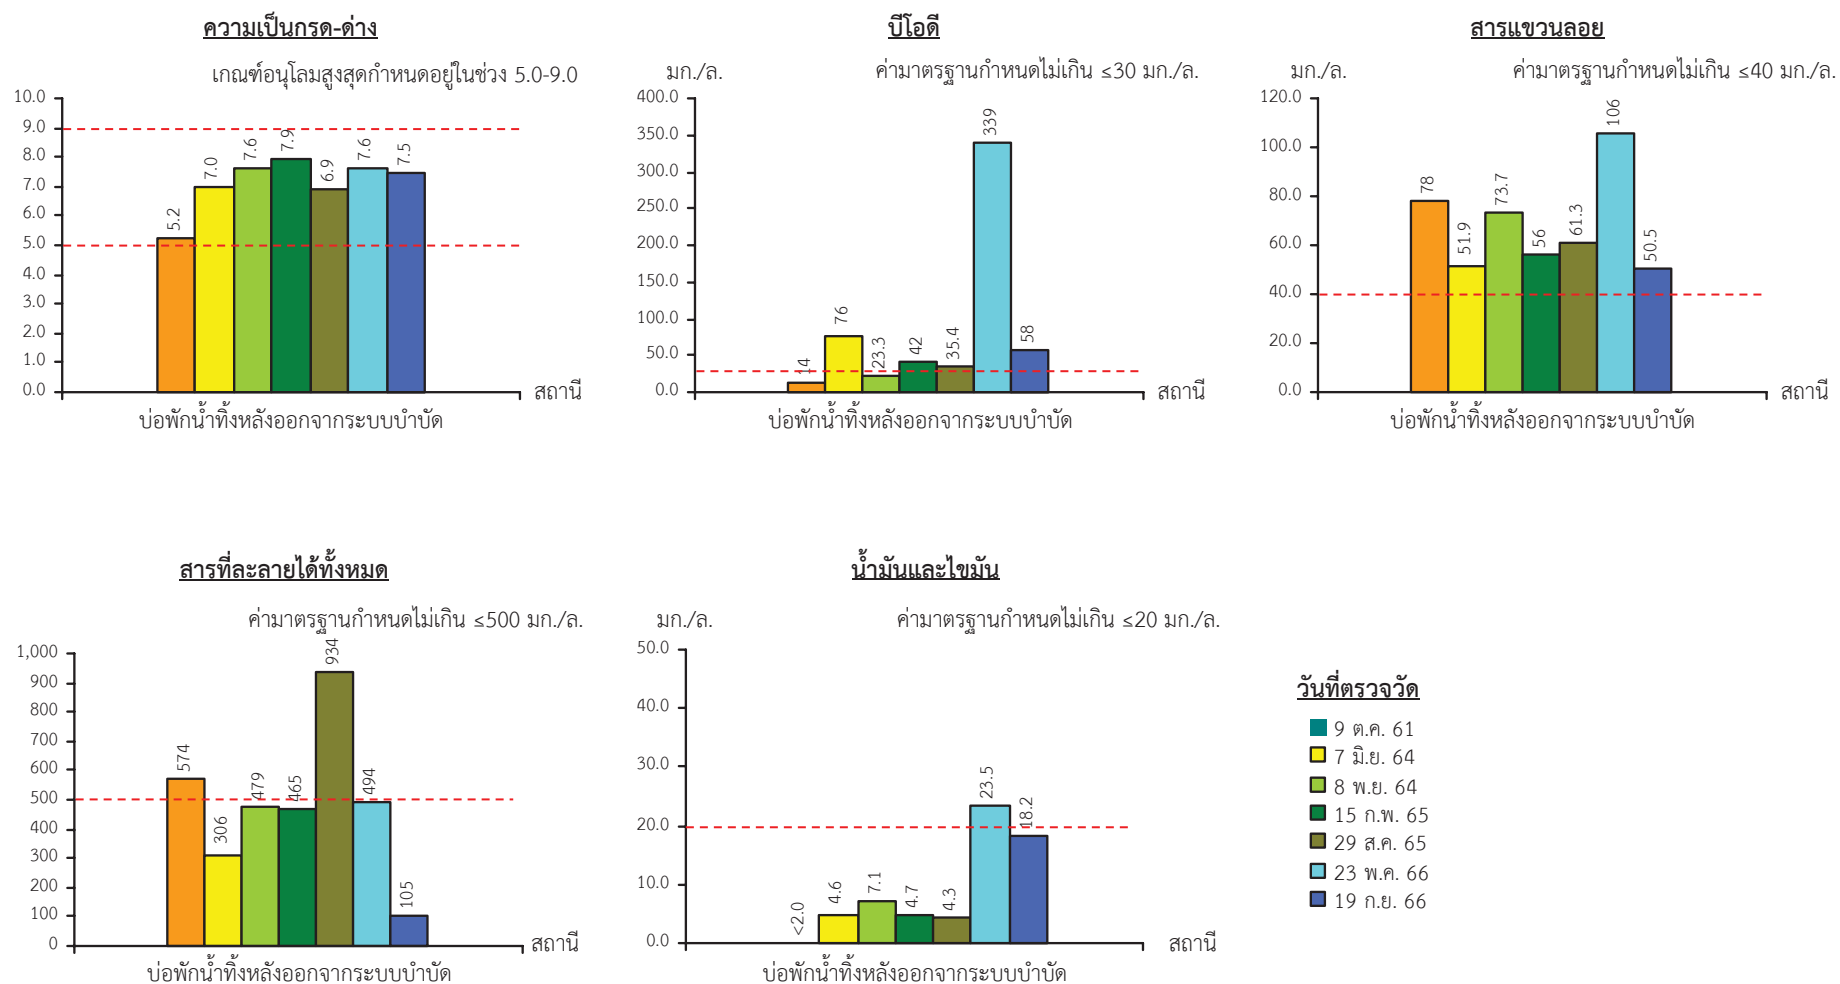 ความเป็นกรด-ด่าง
เกณฑ์อนุโลมสูงสุดกำหนดอยู่ในช่วง 5.0-9.0
10.0
9.0
8.0
7.0
6.0
5.0
4.0
3.0
2.0
1.0
0.0
5.2
7.0
7.6
7.9
6.9
7.6
7.5
สถานี
บ่อพักน้ำทิ้งหลังออกจากระบบบำบัด
บีโอดี
มก./ล.
ค่ามาตรฐานกำหนดไม่เกิน ≤30 มก./ล.
400.0
350.0
300.0
250.0
200.0
150.0
100.0
50.0
0.0
14
76
23.3
42
35.4
339
58
สถานี
บ่อพักน้ำทิ้งหลังออกจากระบบบำบัด
สารแขวนลอย
มก./ล.
ค่ามาตรฐานกำหนดไม่เกิน ≤40 มก./ล.
120.0
100.0
80.0
60.0
40.0
20.0
0.0
78
51.9
73.7
56
61.3
106
50.5
สถานี
บ่อพักน้ำทิ้งหลังออกจากระบบบำบัด
สารที่ละลายได้ทั้งหมด
ค่ามาตรฐานกำหนดไม่เกิน ≤500 มก./ล.
1,000
900
800
700
600
500
400
300
200
100
0
574
306
479
465
934
494
105
สถานี
บ่อพักน้ำทิ้งหลังออกจากระบบบำบัด
น้ำมันและไขมัน
มก./ล.
ค่ามาตรฐานกำหนดไม่เกิน ≤20 มก./ล.
50.0
40.0
30.0
20.0
10.0
0.0
<2.0
4.6
7.1
4.7
4.3
23.5
18.2
สถานี
บ่อพักน้ำทิ้งหลังออกจากระบบบำบัด
วันที่ตรวจวัด
9 ต.ค. 61
7 มิ.ย. 64
8 พ.ย. 64
15 ก.พ. 65
29 ส.ค. 65
23 พ.ค. 66
19 ก.ย. 66